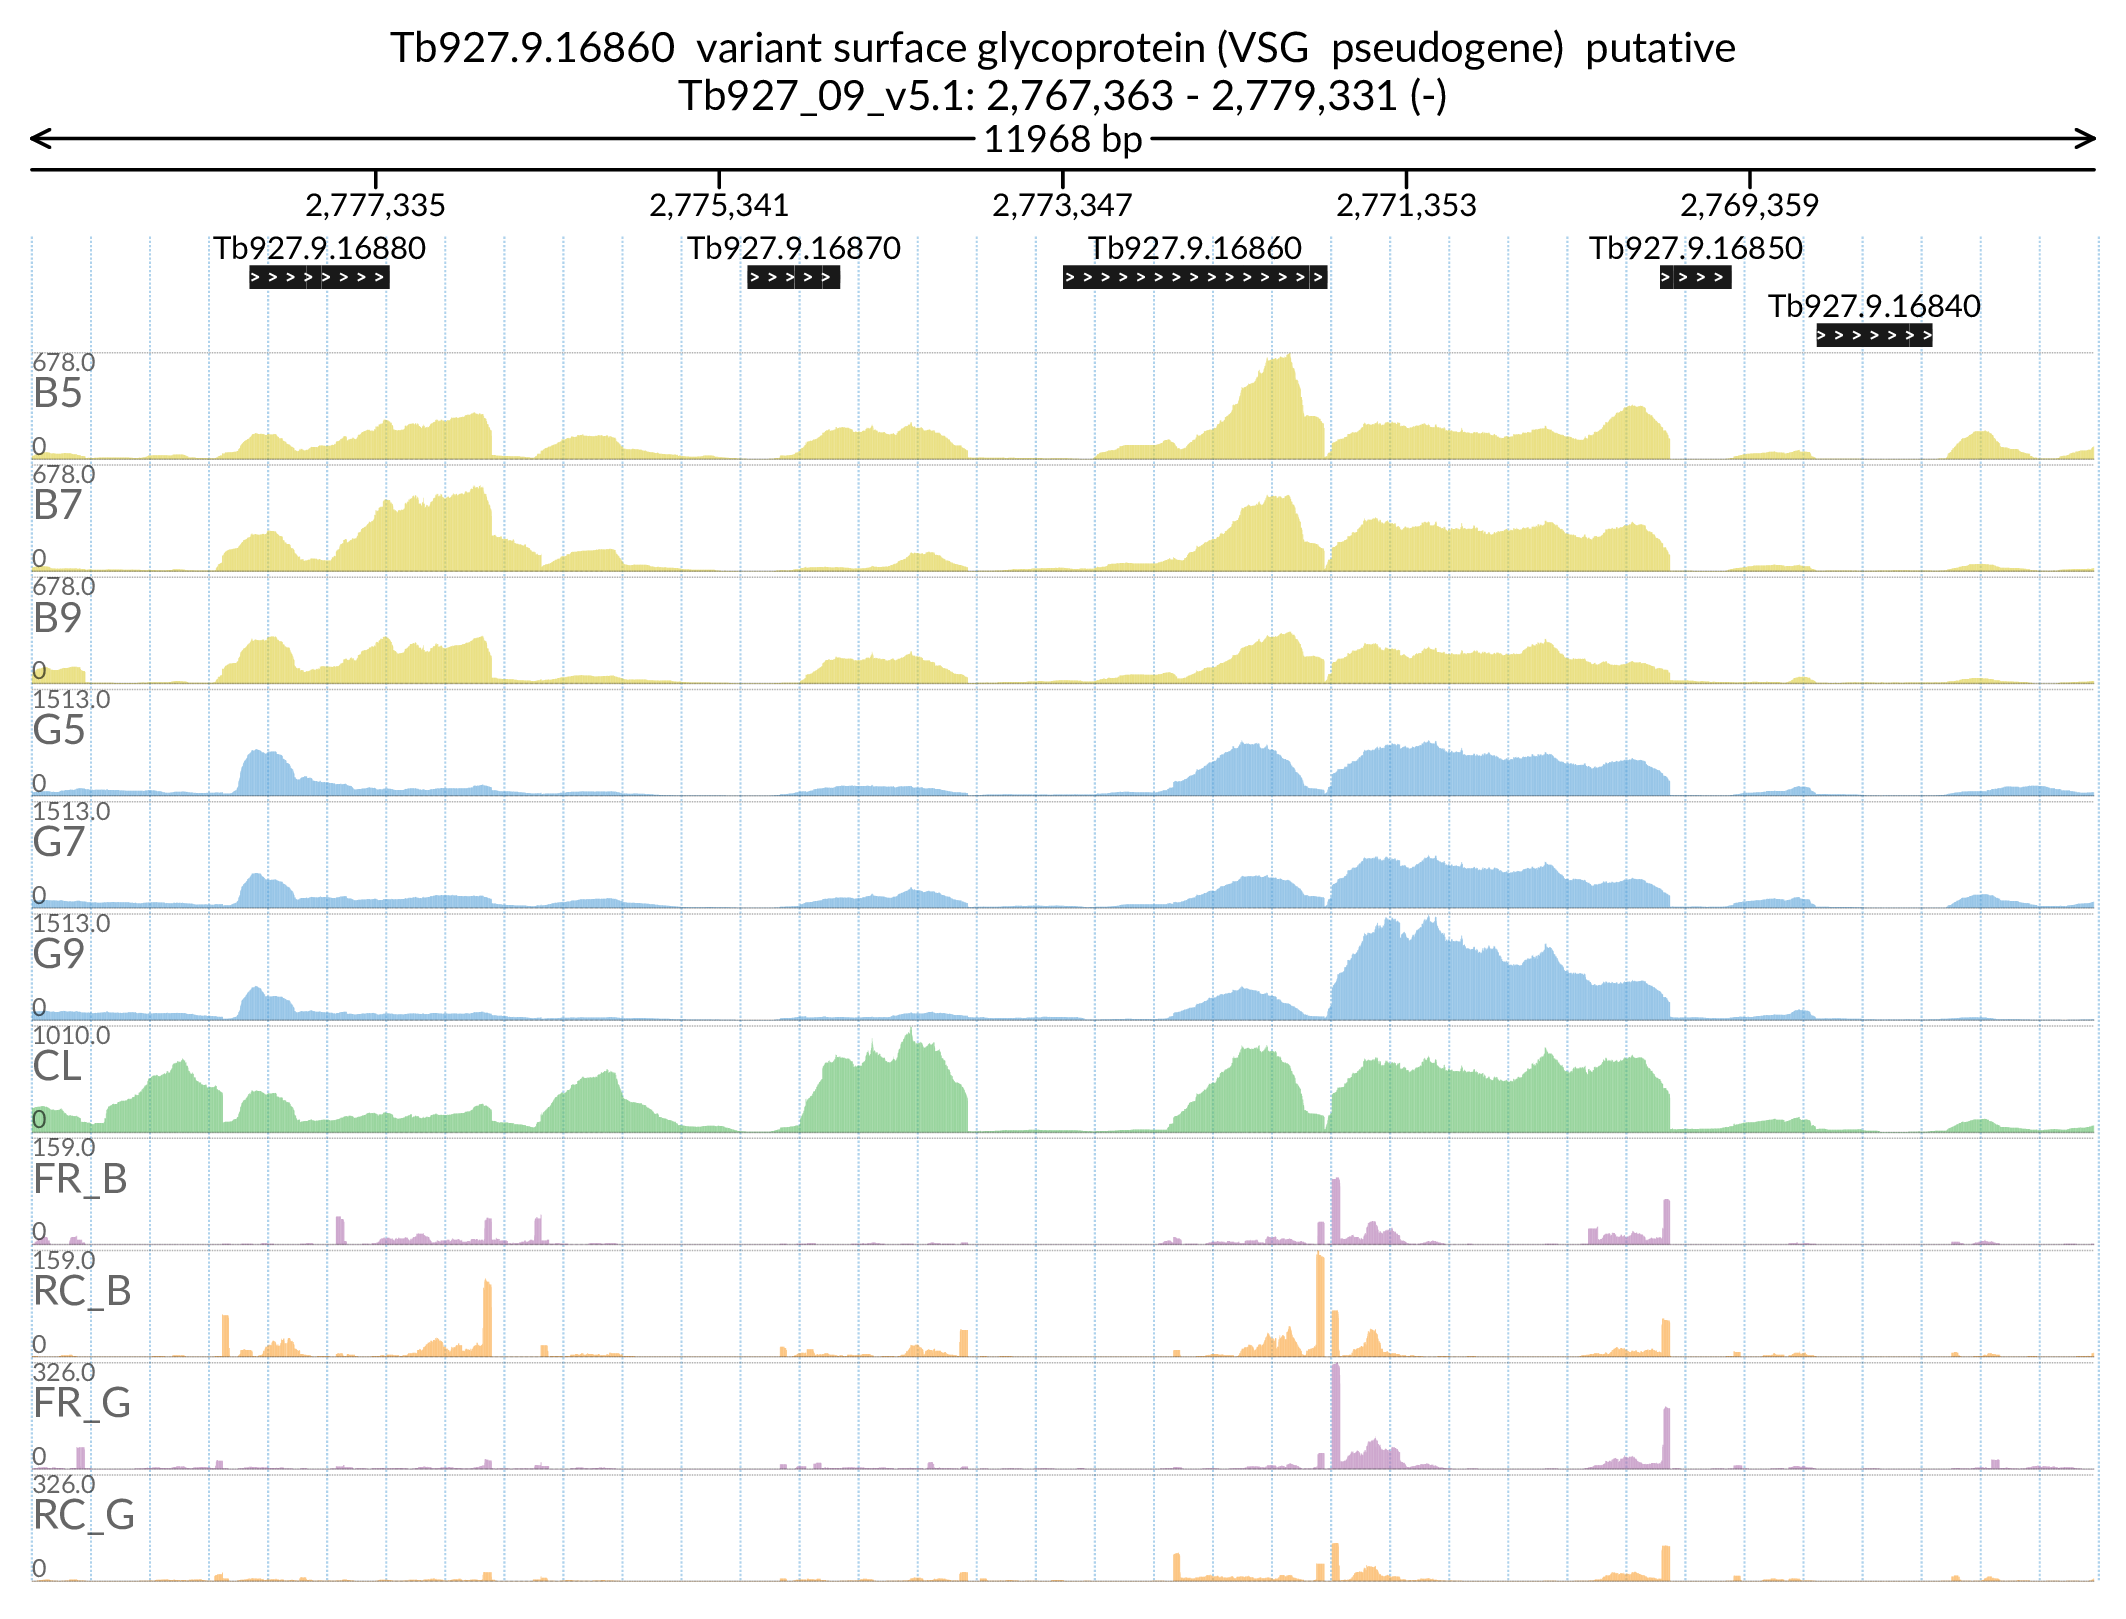 Tb927.9.16860  variant surface glycoprotein (VSG  pseudogene)  putative
Tb927_09_v5.1: 2,767,363 - 2,779,331 (-)
11968 bp
2,777,335 2,775,341 2,773,347 2,771,353 2,769,359
Tb927.9.16880 Tb927.9.16870 Tb927.9.16860 Tb927.9.16850
Tb927.9.16840
678.0
B5
0
678.0
B7
0
678.0
B9
0
1513.0
G5
0
1513.0
G7
0
1513.0
G9
0
1010.0
CL
0
159.0
FR_B
0
159.0
RC_B
0
326.0
FR_G
0
326.0
RC_G
0